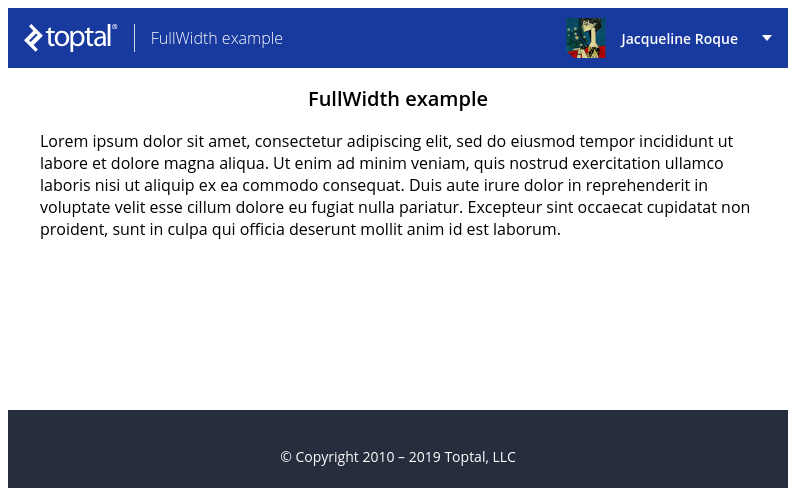 toptal®
FullWidth example
Jacqueline Roque
FullWidth example
Lorem ipsum dolor sit amet, consectetur adipiscing elit, sed do eiusmod tempor incididunt ut
labore et dolore magna aliqua. Ut enim ad minim veniam, quis nostrud exercitation ullamco
laboris nisi ut aliquip ex ea commodo consequat. Duis aute irure dolor in reprehenderit in
voluptate velit esse cillum dolore eu fugiat nulla pariatur. Excepteur sint occaecat cupidatat non
proident, sunt in culpa qui officia deserunt mollit anim id est laborum.
© Copyright 2010 – 2019 Toptal, LLC